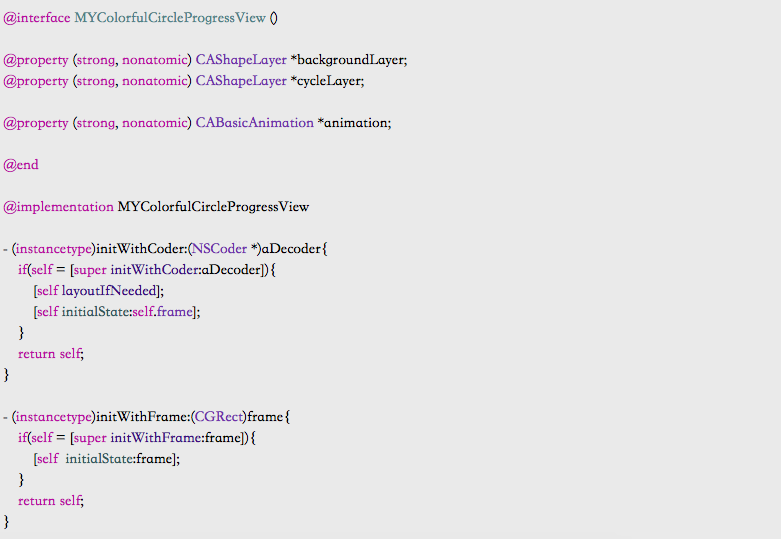 @interface MYColorfulCircleProgressView ()
@property (strong, nonatomic) CAShapeLayer *backgroundLayer;
@property (strong, nonatomic) CAShapeLayer *cycleLayer;
@property (strong, nonatomic) CABasicAnimation *animation;
@end
@implementation MYColorfulCircleProgressView
- (instancetype)initWithCoder:(NSCoder *)aDecoder{
if(self = [super initWithCoder:aDecoder]){
[self layoutIfNeeded];
[self initialState:self.frame];
}
return self;
}
- (instancetype)initWithFrame:(CGRect)frame{
if(self = [super initWithFrame:frame]){
[self  initialState:frame];
}
return self;
}